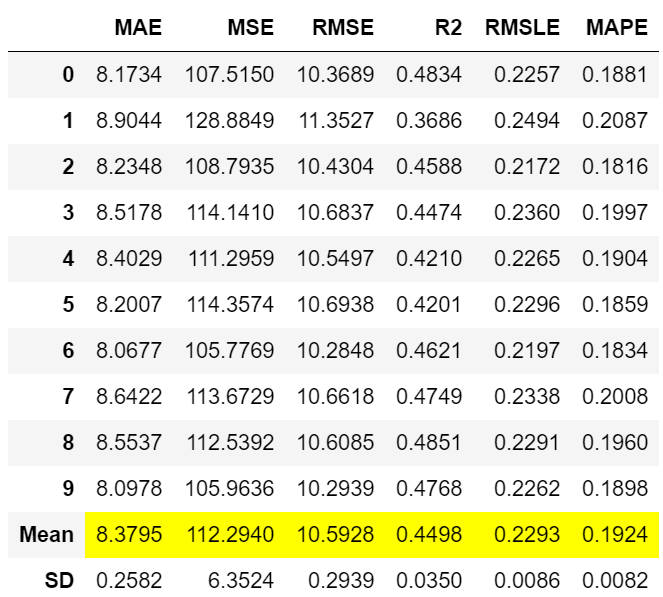 MAE MSE RMSE R2 RMSLE MAPE
0 8.1734 107.5150 10.3689 0.4834 0.2257 0.1881
1 8.9044 128.8849 11.3527 0.3686 0.2494 0.2087
2 8.2348 108.7935 10.4304 0.4588 0.2172 0.1816
3 8.5178 114.1410 10.6837 0.4474 0.2360 0.1997
4 8.4029 111.2959 10.5497 0.4210 0.2265 0.1904
5 8.2007 114.3574 10.6938 0.4201 0.2296 0.1859
6 8.0677 105.7769 10.2848 0.4621 0.2197 0.1834
7 8.6422 113.6729 10.6618 0.4749 0.2338 0.2008
8 8.5537 112.5392 10.6085 0.4851 0.2291 0.1960
9 8.0978 105.9636 10.2939 0.4768 0.2262 0.1898
Mean 8.3795 112.2940 10.5928 0.4498 0.2293 0.1924
SD 0.2582 6.3524 0.2939 0.0350 0.0086 0.0082